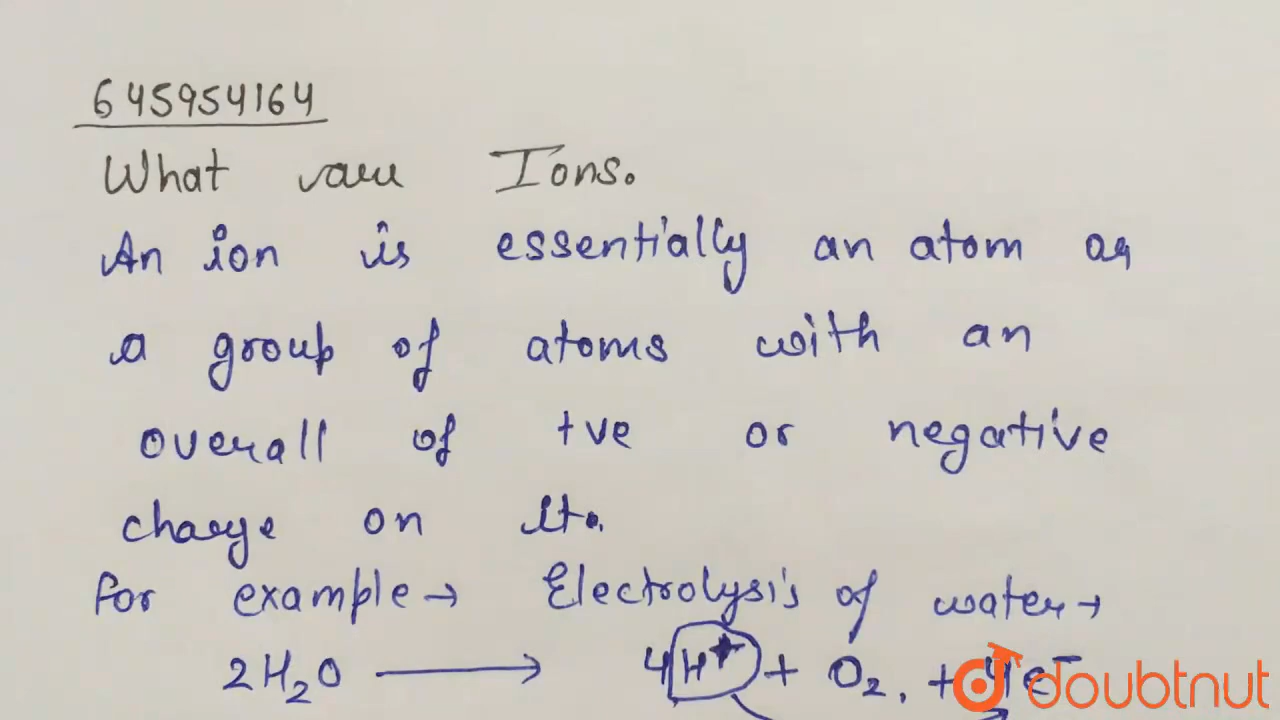 645954164
What are Ions.
An ion is essentially an atom or
a group of atoms with an
overall of +ve or negative
charge on it.
For example → Electrolysis of water →
2H₂O ⟶ 4H⁺ + O₂ + 4e⁻
doubtnut